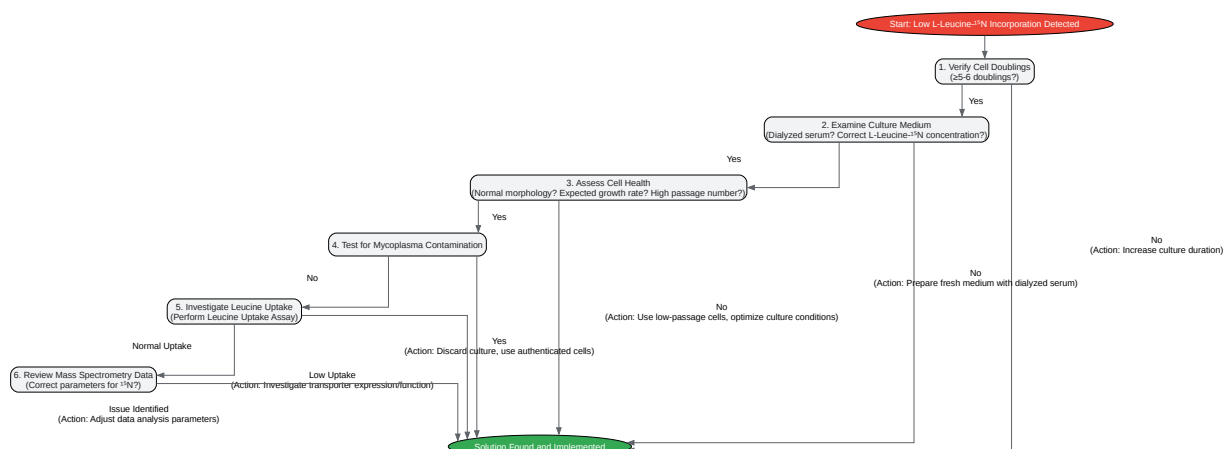 Start: Low L-Leucine-¹⁵N Incorporation Detected
1. Verify Cell Doublings
(≥5-6 doublings?)
Yes
2. Examine Culture Medium
(Dialyzed serum? Correct L-Leucine-¹⁵N concentration?)
Yes
3. Assess Cell Health
(Normal morphology? Expected growth rate? High passage number?)
Yes
4. Test for Mycoplasma Contamination
No
(Action: Increase culture duration)
No
(Action: Prepare fresh medium with dialyzed serum)
No
5. Investigate Leucine Uptake
(Perform Leucine Uptake Assay)
No
(Action: Use low-passage cells, optimize culture conditions)
Normal Uptake
Yes
(Action: Discard culture, use authenticated cells)
6. Review Mass Spectrometry Data
(Correct parameters for ¹⁵N?)
Low Uptake
(Action: Investigate transporter expression/function)
Issue Identified
(Action: Adjust data analysis parameters)
Solution Found and Implemented